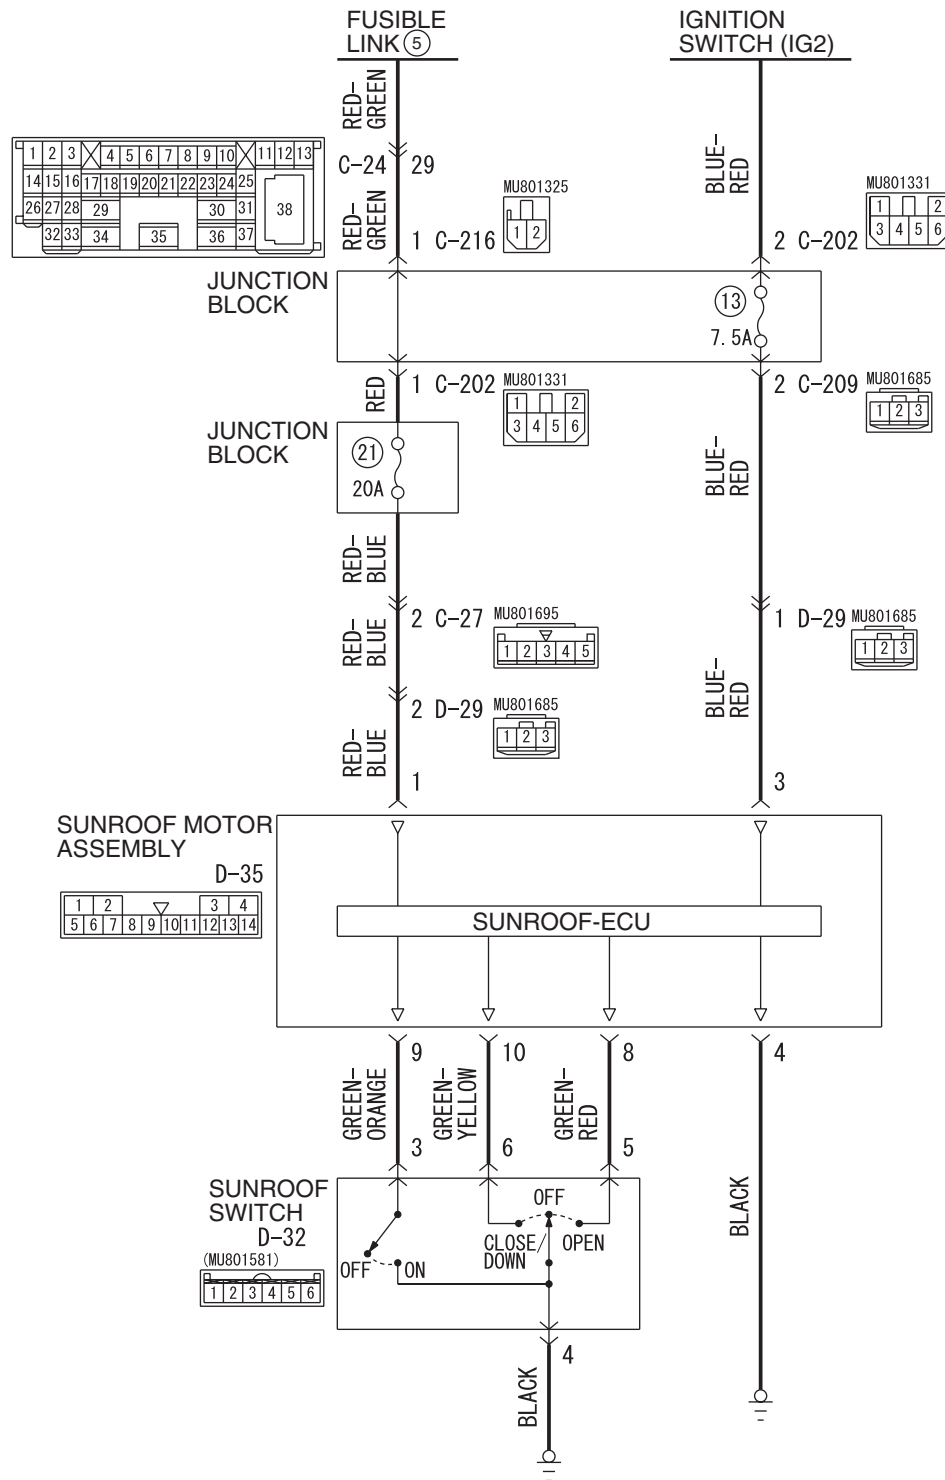 FUSIBLE
LINK ⑤
IGNITION
SWITCH (IG2)
RED-
GREEN
BLUE-
RED
1 2 3 4 5 6 7 8 9 10 11 12 13
14 15 16 17 18 19 20 21 22 23 24 25
26 27 28 29 30 31 38
32 33 34 35 36 37
C-24 29
RED-
GREEN
MU801325
1 2
MU801331
1 2
3 4 5 6
1 C-216
2 C-202
JUNCTION
BLOCK
⑬
7.5A
RED
1 C-202
MU801331
1 2
3 4 5 6
2 C-209
MU801685
1 2 3
JUNCTION
BLOCK
㉑
20A
BLUE-
RED
RED-
BLUE
2 C-27
MU801695
1 2 3 4 5
1 D-29
MU801685
1 2 3
RED-
BLUE
2 D-29
MU801685
1 2 3
BLUE-
RED
RED-
BLUE
1
3
SUNROOF MOTOR
ASSEMBLY
D-35
1 2 3 4
5 6 7 8 9 10 11 12 13 14
SUNROOF-ECU
9 10 8 4
GREEN-
ORANGE
GREEN-
YELLOW
GREEN-
RED
BLACK
3 6 5
SUNROOF
SWITCH
D-32
(MU801581)
1 2 3 4 5 6
OFF
CLOSE/
DOWN
OPEN
OFF
ON
4
BLACK